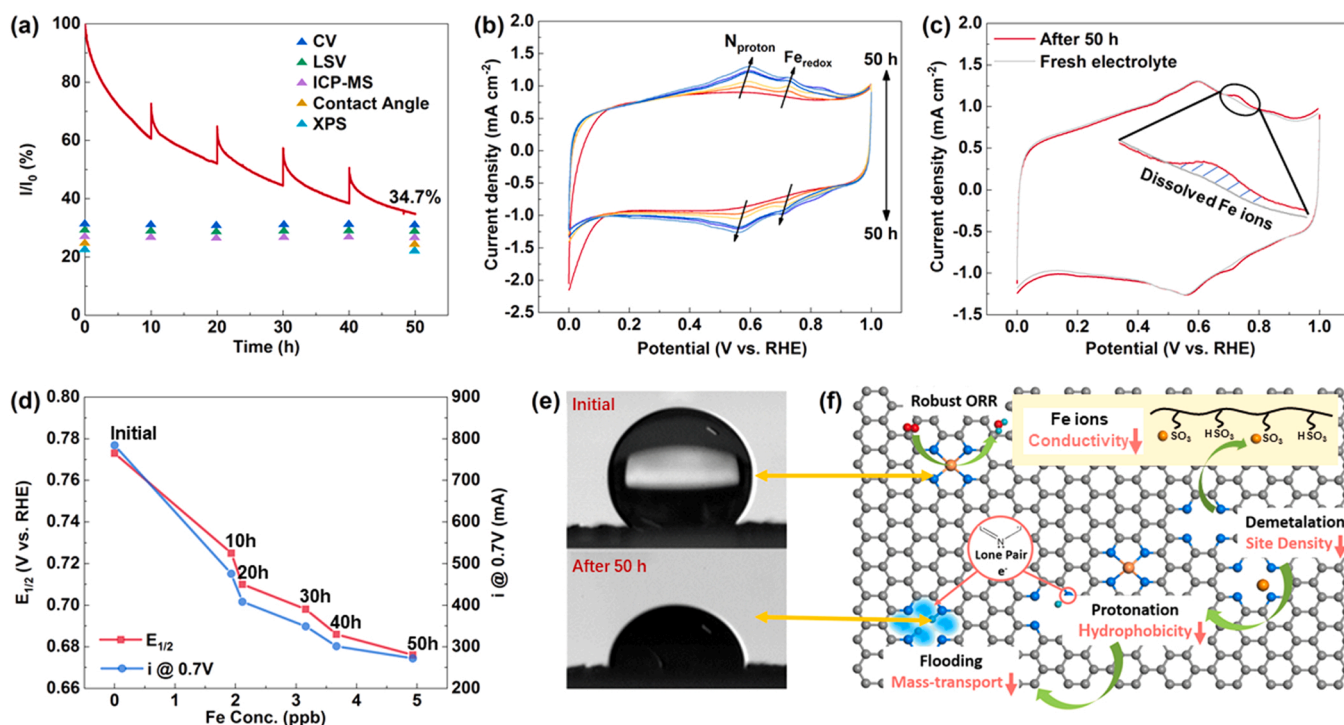 (a)
100
80
60
40
20
0
I/I0 (%)
CV
LSV
ICP-MS
Contact Angle
XPS
34.7%
0 10 20 30 40 50
Time (h)
(b)
1.5
1.0
0.5
0.0
-0.5
-1.0
-1.5
-2.0
-2.5
Current density (mA cm-2)
Nproton
Feredox
50 h
50 h
0.0 0.2 0.4 0.6 0.8 1.0
Potential (V vs. RHE)
(c)
2.0
1.5
1.0
0.5
0.0
-0.5
-1.0
-1.5
Current density (mA cm-2)
After 50 h
Fresh electrolyte
Dissolved Fe ions
0.0 0.2 0.4 0.6 0.8 1.0
Potential (V vs. RHE)
(d)
0.80
0.78
0.76
0.74
0.72
0.70
0.68
0.66
E1/2 (V vs. RHE)
Initial
10h
20h
30h
40h
50h
E1/2
i @ 0.7V
900
800
700
600
500
400
300
200
i @ 0.7V (mA)
0 1 2 3 4 5
Fe Conc. (ppb)
(e)
Initial
After 50 h
(f)
Robust ORR
Fe ions
Conductivity
SO3 HSO3 SO3 HSO3
N
Lone Pair
e-
Demetalation
Site Density
Protonation
Hydrophobicity
Flooding
Mass-transport